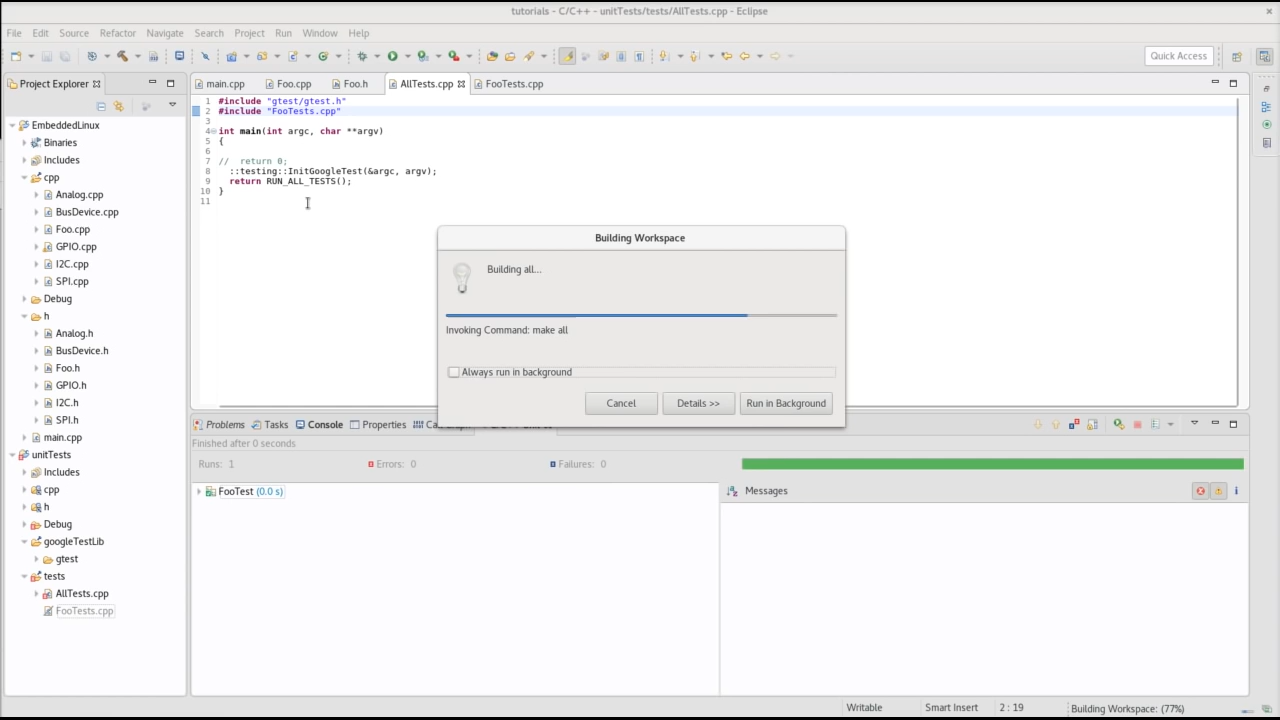 tutorials - C/C++ - unitTests/tests/AllTests.cpp - Eclipse
File Edit Source Refactor Navigate Search Project Run Window Help
Quick Access
Project Explorer
main.cpp Foo.cpp Foo.h AllTests.cpp FooTests.cpp
EmbeddedLinux
Binaries
Includes
cpp
Analog.cpp
BusDevice.cpp
Foo.cpp
GPIO.cpp
I2C.cpp
SPI.cpp
Debug
h
Analog.h
BusDevice.h
Foo.h
GPIO.h
I2C.h
SPI.h
main.cpp
unitTests
Includes
cpp
h
Debug
googleTestLib
gtest
tests
AllTests.cpp
FooTests.cpp
1 #include "gtest/gtest.h"
2 #include "FooTests.cpp"
3
4 int main(int argc, char **argv)
5 {
6
7 //  return 0;
8   ::testing::InitGoogleTest(&argc, argv);
9   return RUN_ALL_TESTS();
10 }
11
Building Workspace
Building all...
Invoking Command: make all
Always run in background
Cancel Details >> Run in Background
Problems Tasks Console Properties
Finished after 0 seconds
Runs: 1 Errors: 0 Failures: 0
FooTest (0.0 s)
Messages
Writable Smart Insert 2 : 19 Building Workspace: (77%)